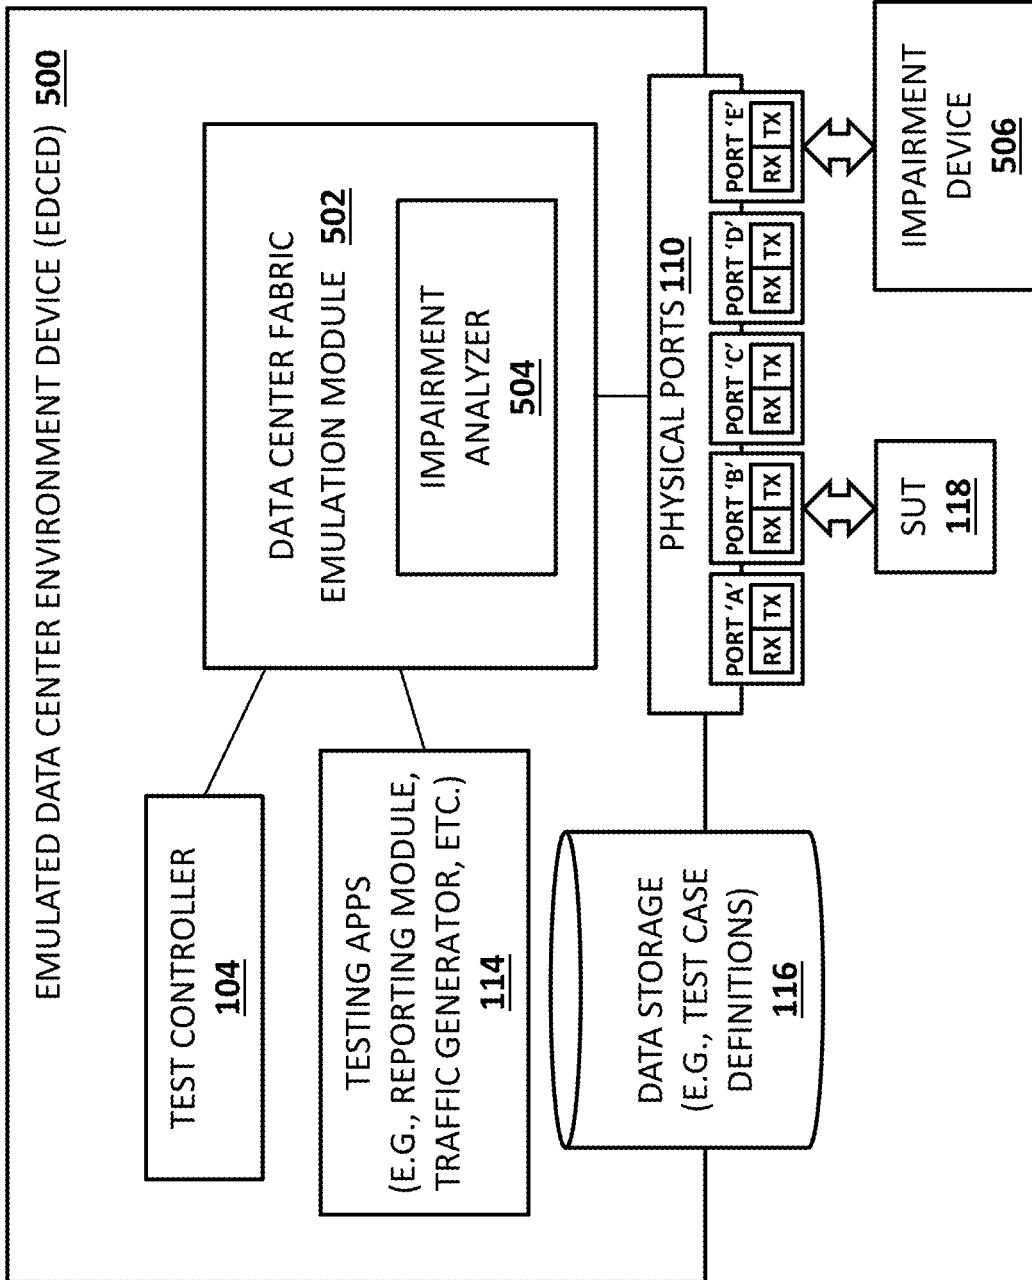 EMULATED DATA CENTER ENVIRONMENT DEVICE (EDCED) 500
TEST CONTROLLER
104
TESTING APPS
(E.G., REPORTING MODULE,
TRAFFIC GENERATOR, ETC.)
114
DATA STORAGE
(E.G., TEST CASE
DEFINITIONS)
116
DATA CENTER FABRIC
EMULATION MODULE 502
IMPAIRMENT
ANALYZER
504
PHYSICAL PORTS 110
PORT 'A'
RX TX
PORT 'B'
RX TX
PORT 'C'
RX TX
PORT 'D'
RX TX
PORT 'E'
RX TX
SUT
118
IMPAIRMENT
DEVICE
506